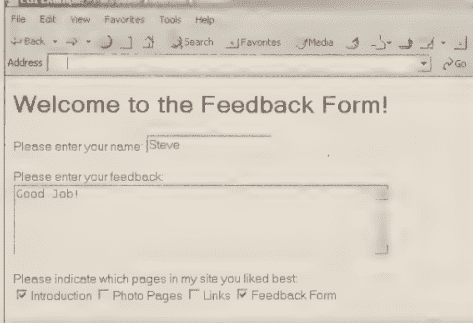 File Edit View Favorites Tools Help
Back Search Favorites Media
Address Go
Welcome to the Feedback Form!
Please enter your name: Steve
Please enter your feedback:
Good Job!
Please indicate which pages in my site you liked best:
Introduction Photo Pages Links Feedback Form